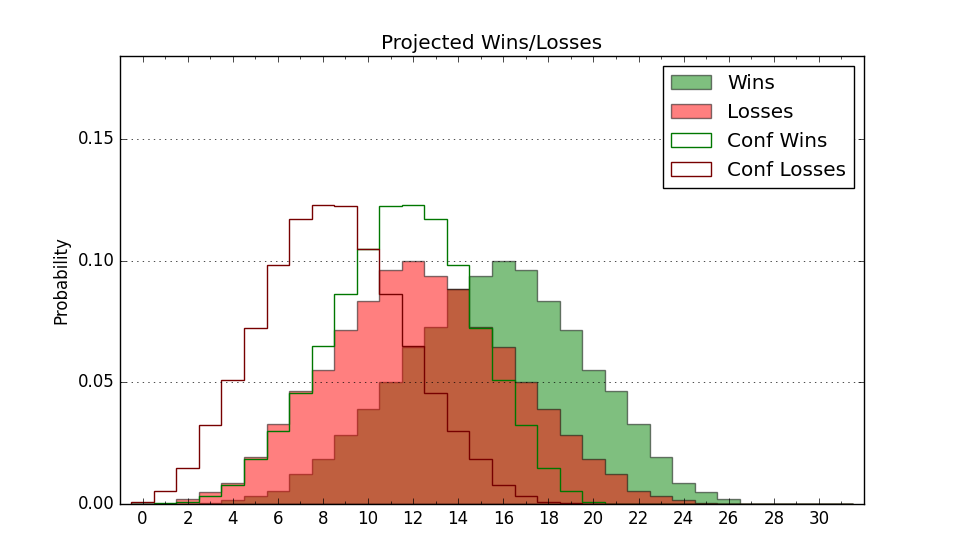 Projected Wins/Losses
Wins
Losses
Conf Wins
Conf Losses
Probability
0.15
0.10
0.05
0.00
0 2 4 6 8 10 12 14 16 18 20 22 24 26 28 30